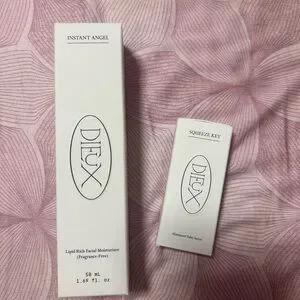 INSTANT ANGEL
DIEUX
Lipid Rich Facial Moisturizer
(Fragrance-Free)
50 mL
1.69 fl. oz
SQUEEZE KEY
DIEUX